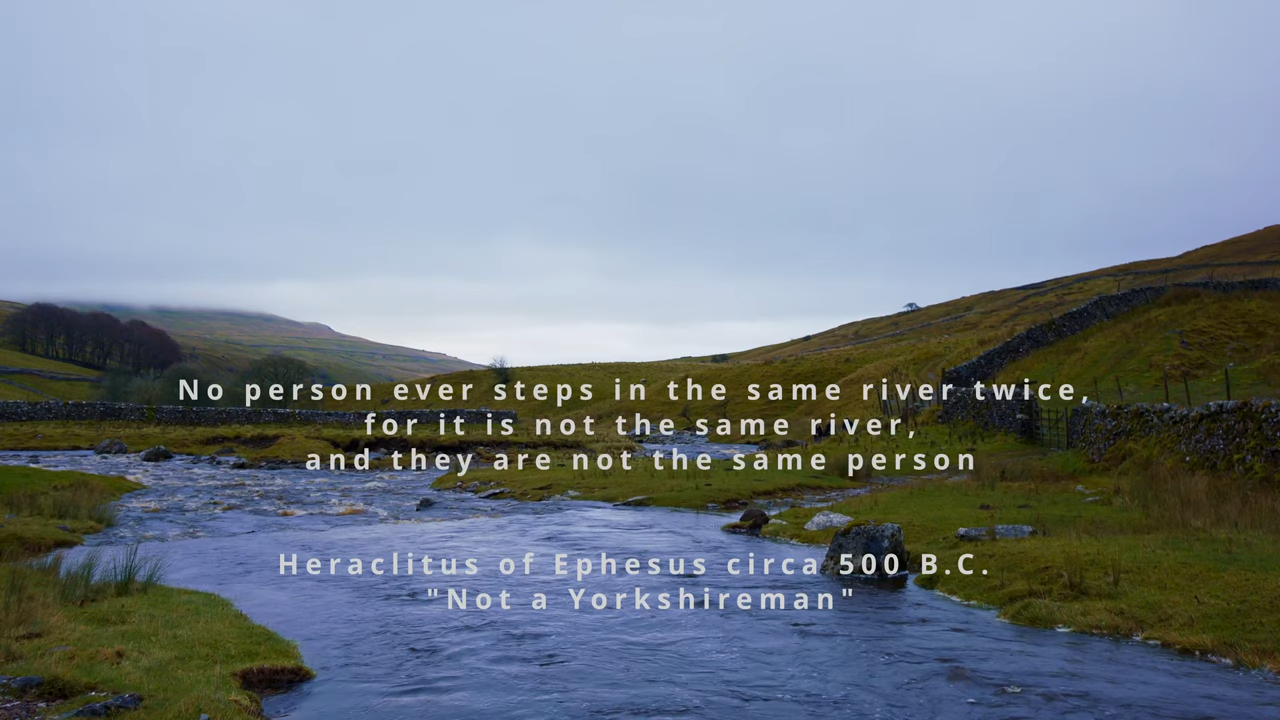 No person ever steps in the same river twice,
for it is not the same river,
and they are not the same person
Heraclitus of Ephesus circa 500 B.C.
"Not a Yorkshireman"